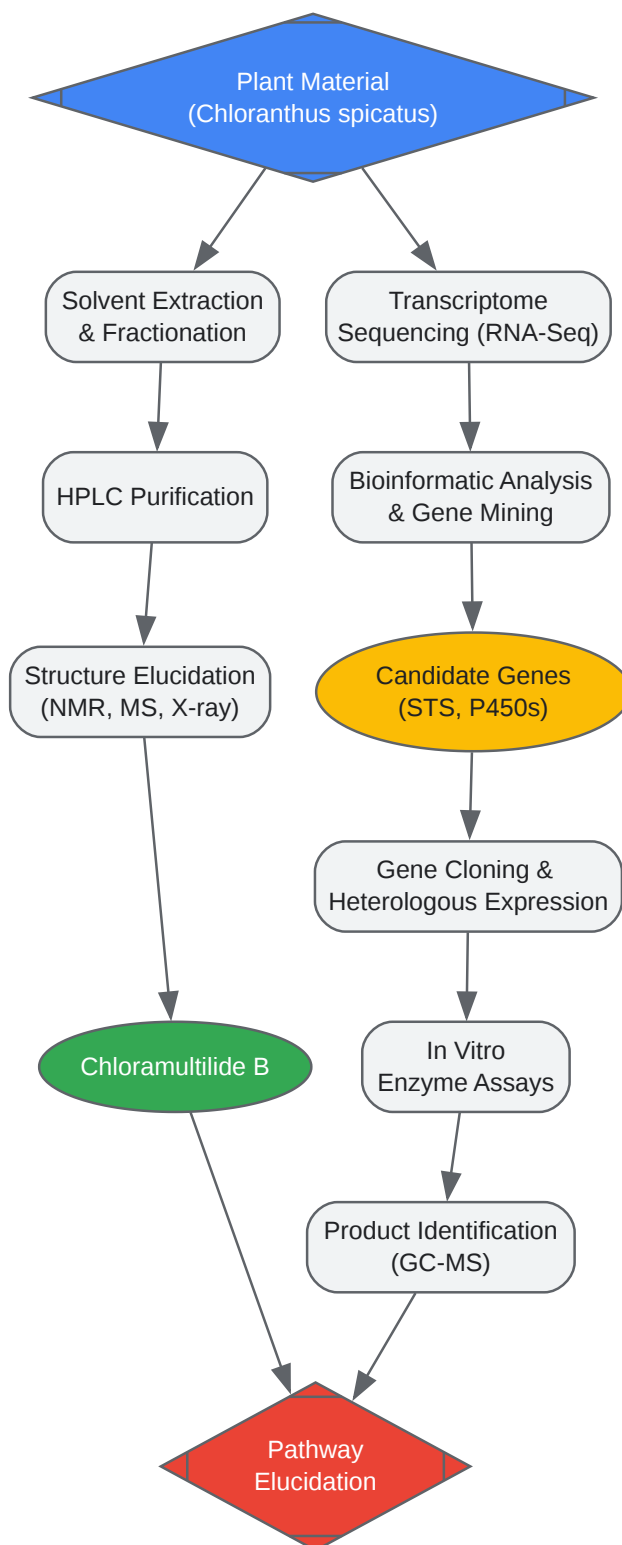 Plant Material
(Chloranthus spicatus)
Solvent Extraction
& Fractionation
Transcriptome
Sequencing (RNA-Seq)
HPLC Purification
Bioinformatic Analysis
& Gene Mining
Structure Elucidation
(NMR, MS, X-ray)
Candidate Genes
(STS, P450s)
Gene Cloning &
Heterologous Expression
Chloramultilide B
In Vitro
Enzyme Assays
Product Identification
(GC-MS)
Pathway
Elucidation